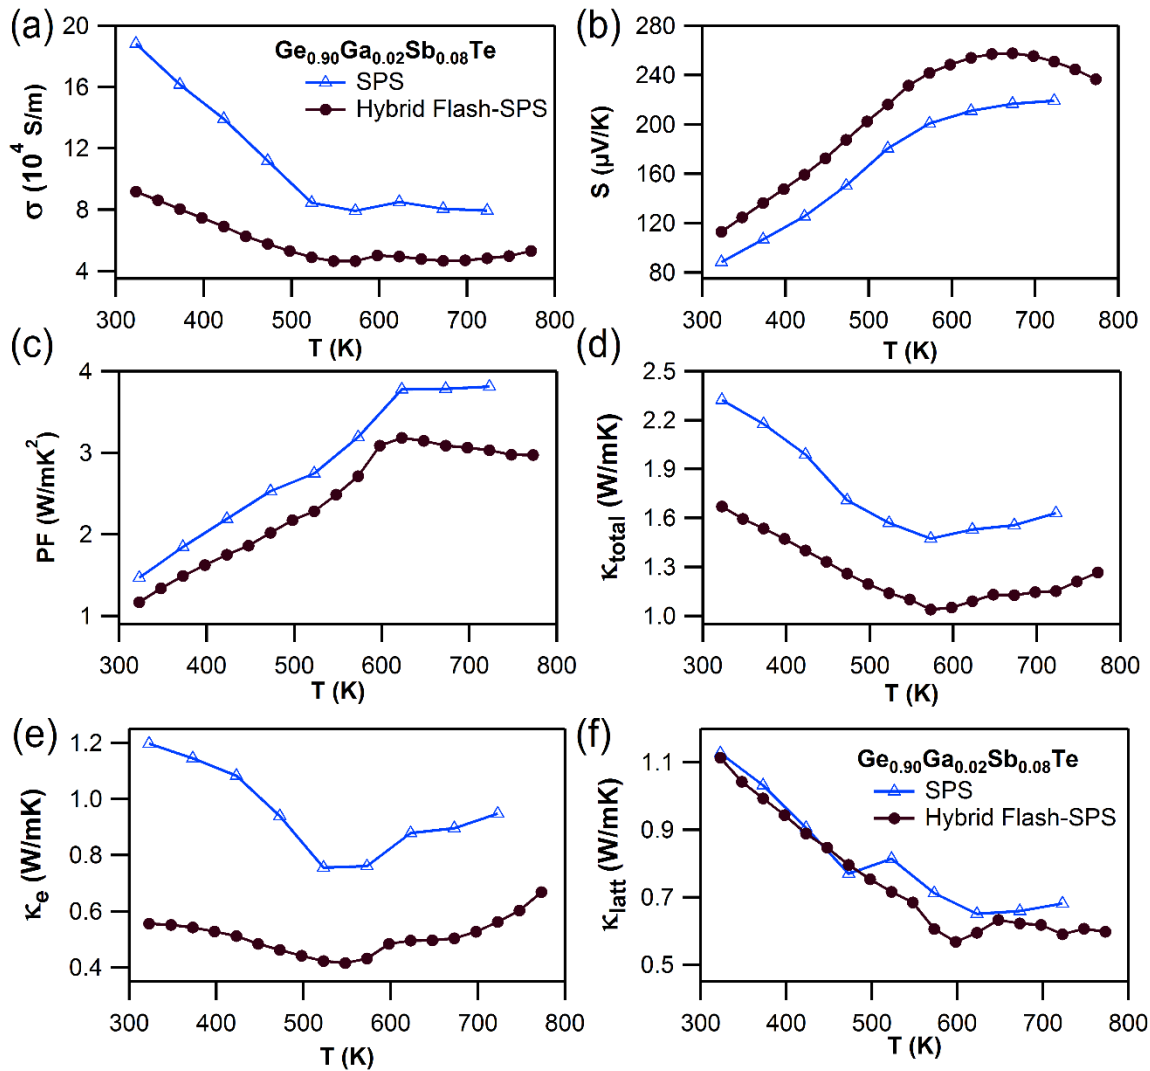 (a)
σ (10⁴ S/m)
20
16
12
8
4
Ge₀.₉₀Ga₀.₀₂Sb₀.₀₈Te
SPS
Hybrid Flash-SPS
300 400 500 600 700 800
T (K)
(b)
S (μV/K)
280
240
200
160
120
80
300 400 500 600 700 800
T (K)
(c)
PF (W/mK²)
4
3
2
1
300 400 500 600 700 800
T (K)
(d)
κtotal (W/mK)
2.5
2.2
1.9
1.6
1.3
1.0
300 400 500 600 700 800
T (K)
(e)
κe (W/mK)
1.2
1.0
0.8
0.6
0.4
300 400 500 600 700 800
T (K)
(f)
κlatt (W/mK)
1.1
0.9
0.7
0.5
Ge₀.₉₀Ga₀.₀₂Sb₀.₀₈Te
SPS
Hybrid Flash-SPS
300 400 500 600 700 800
T (K)